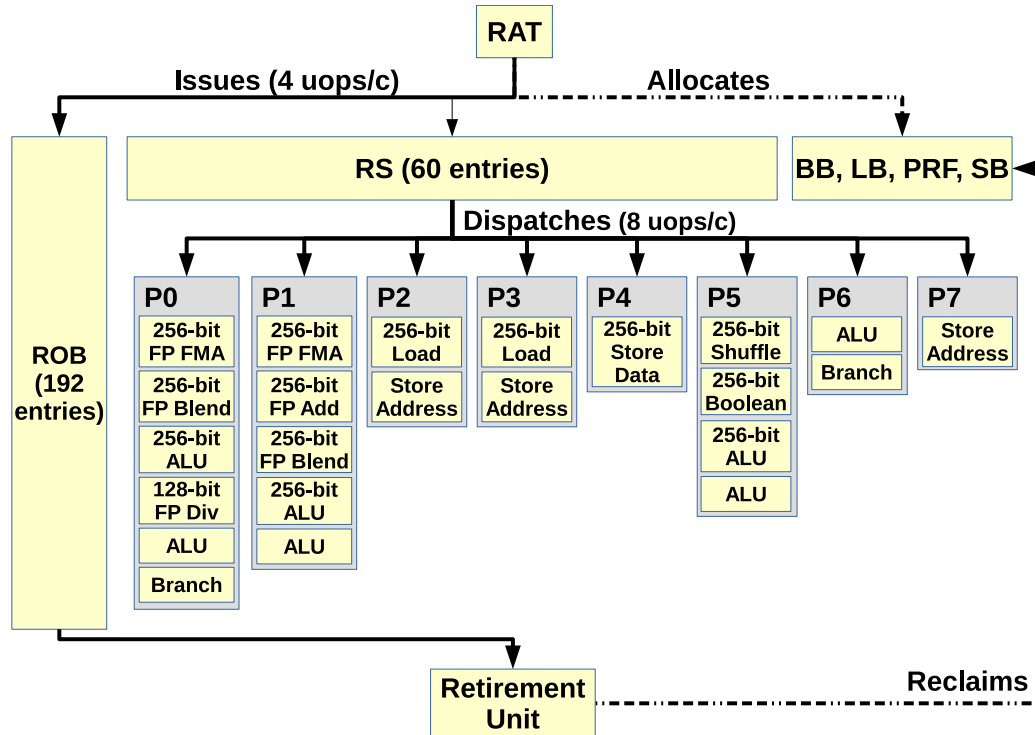 RAT
Issues (4 uops/c)
Allocates
ROB
(192
entries)
RS (60 entries)
BB, LB, PRF, SB
Dispatches (8 uops/c)
P0
256-bit
FP FMA
256-bit
FP Blend
256-bit
ALU
128-bit
FP Div
ALU
Branch
P1
256-bit
FP FMA
256-bit
FP Add
256-bit
FP Blend
256-bit
ALU
ALU
P2
256-bit
Load
Store
Address
P3
256-bit
Load
Store
Address
P4
256-bit
Store
Data
P5
256-bit
Shuffle
256-bit
Boolean
256-bit
ALU
ALU
P6
ALU
Branch
P7
Store
Address
Retirement
Unit
Reclaims